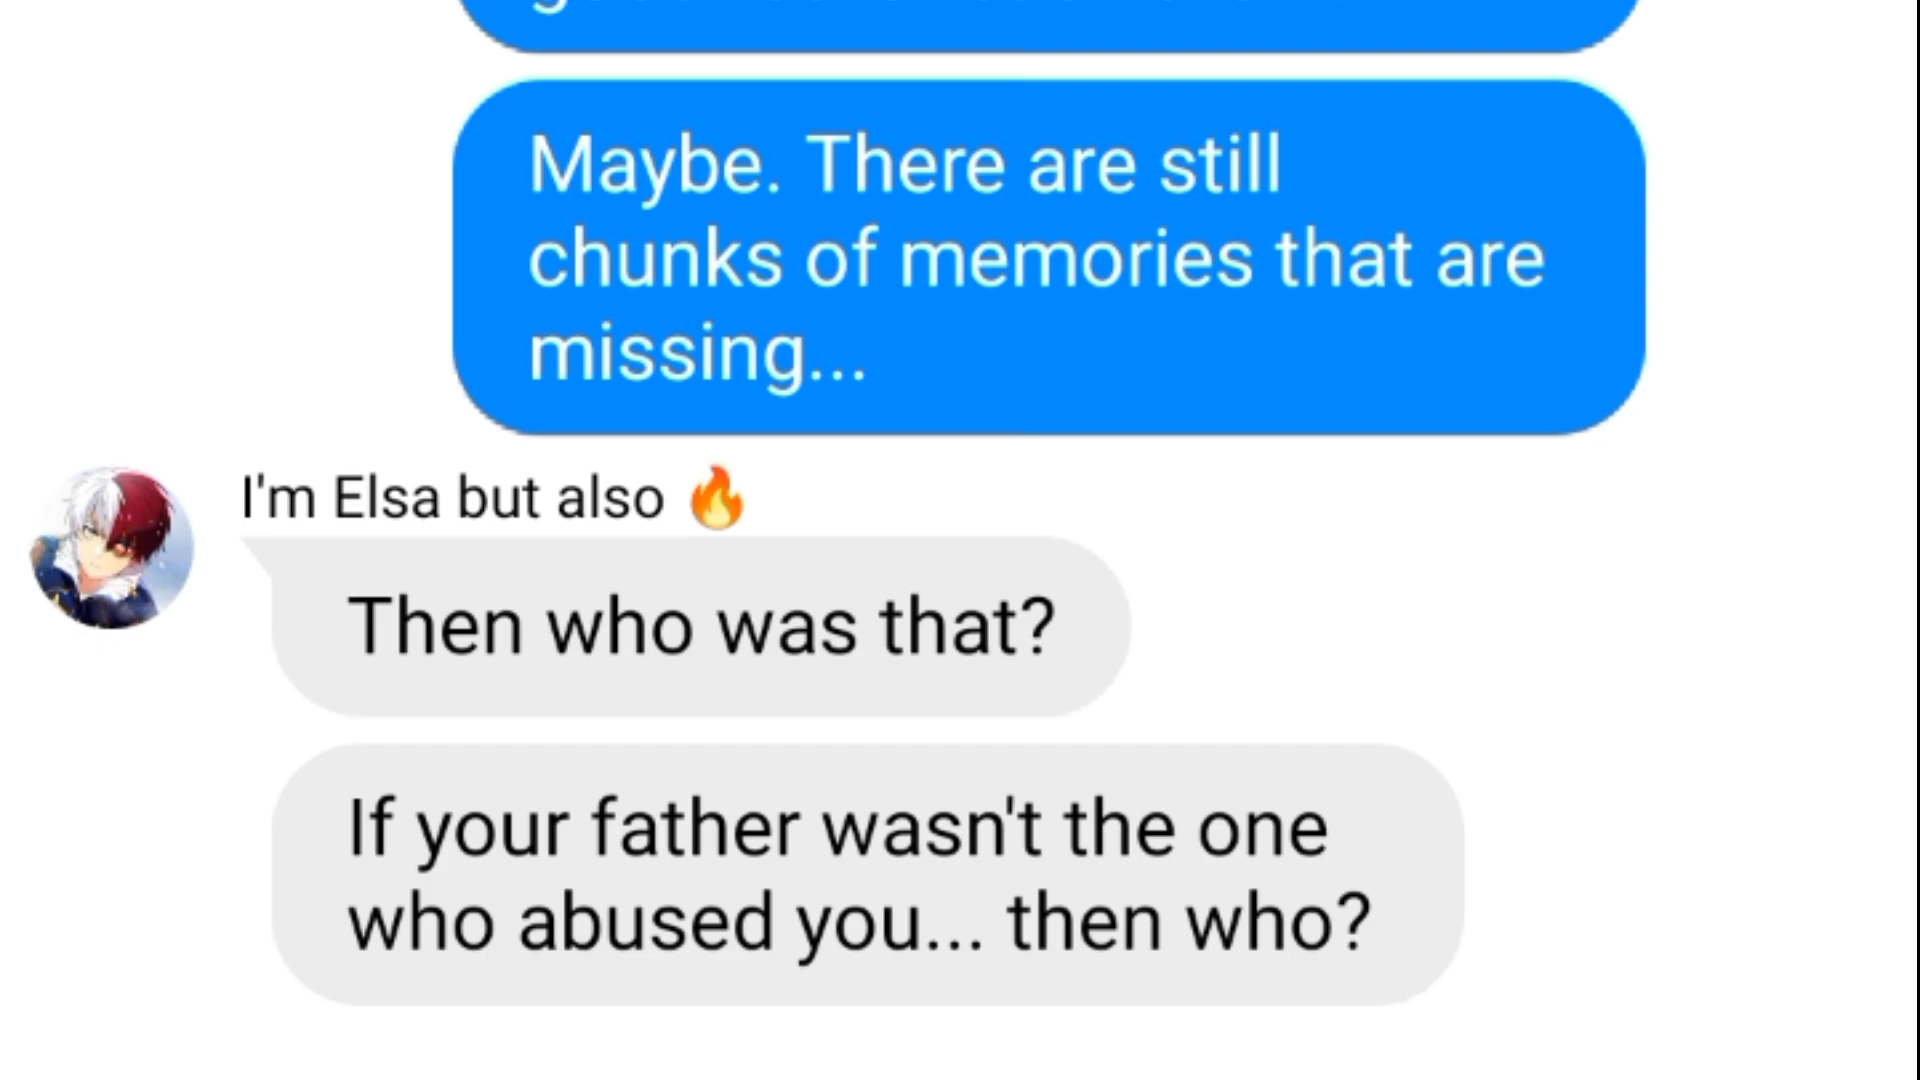 Maybe. There are still
chunks of memories that are
missing...
I'm Elsa but also 🔥
Then who was that?
If your father wasn't the one
who abused you... then who?